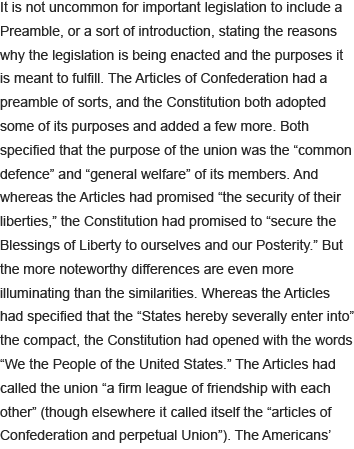 It is not uncommon for important legislation to include a
Preamble, or a sort of introduction, stating the reasons
why the legislation is being enacted and the purposes it
is meant to fulfill. The Articles of Confederation had a
preamble of sorts, and the Constitution both adopted
some of its purposes and added a few more. Both
specified that the purpose of the union was the “common
defence” and “general welfare” of its members. And
whereas the Articles had promised “the security of their
liberties,” the Constitution had promised to “secure the
Blessings of Liberty to ourselves and our Posterity.” But
the more noteworthy differences are even more
illuminating than the similarities. Whereas the Articles
had specified that the “States hereby severally enter into”
the compact, the Constitution had opened with the words
“We the People of the United States.” The Articles had
called the union “a firm league of friendship with each
other” (though elsewhere it called itself the “articles of
Confederation and perpetual Union”). The Americans’